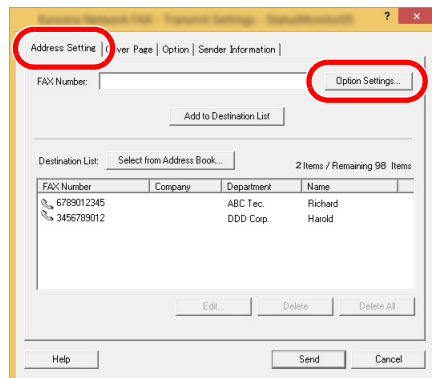 ?
Address Setting | Cover Page | Option | Sender Information
FAX Number:
Option Settings...
Add to Destination List
Destination List: Select from Address Book... 2 Items / Remaining 98 Items
FAX Number Company Department Name
6789012345 ABC Tec. Richard
3456789012 DDD Corp. Harold
Edit... Delete Delete All
Help Send Cancel